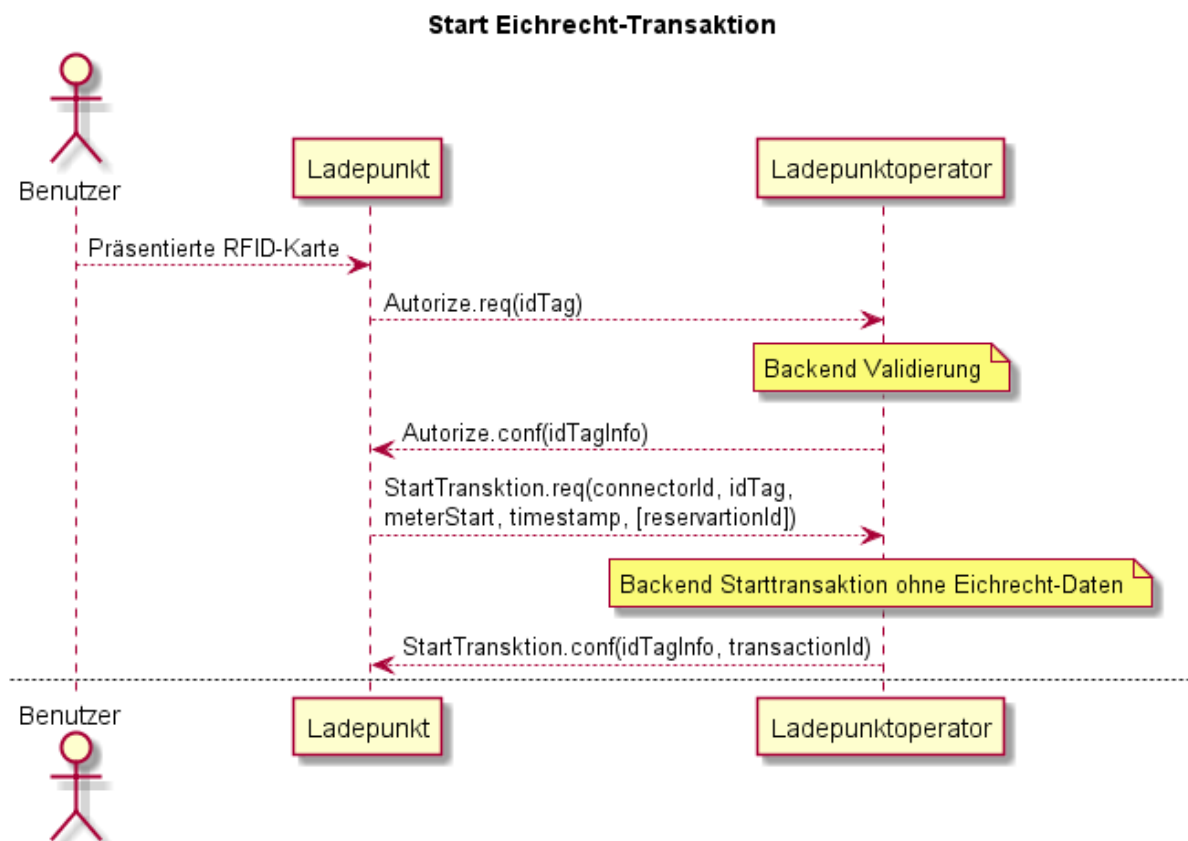 Start Eichrecht-Transaktion
Benutzer
Ladepunkt
Ladepunktoperator
Präsentierte RFID-Karte
Autorize.req(idTag)
Backend Validierung
Autorize.conf(idTagInfo)
StartTransktion.req(connectorId, idTag,
meterStart, timestamp, [reservartionId])
Backend Starttransaktion ohne Eichrecht-Daten
StartTransktion.conf(idTagInfo, transactionId)
Benutzer
Ladepunkt
Ladepunktoperator